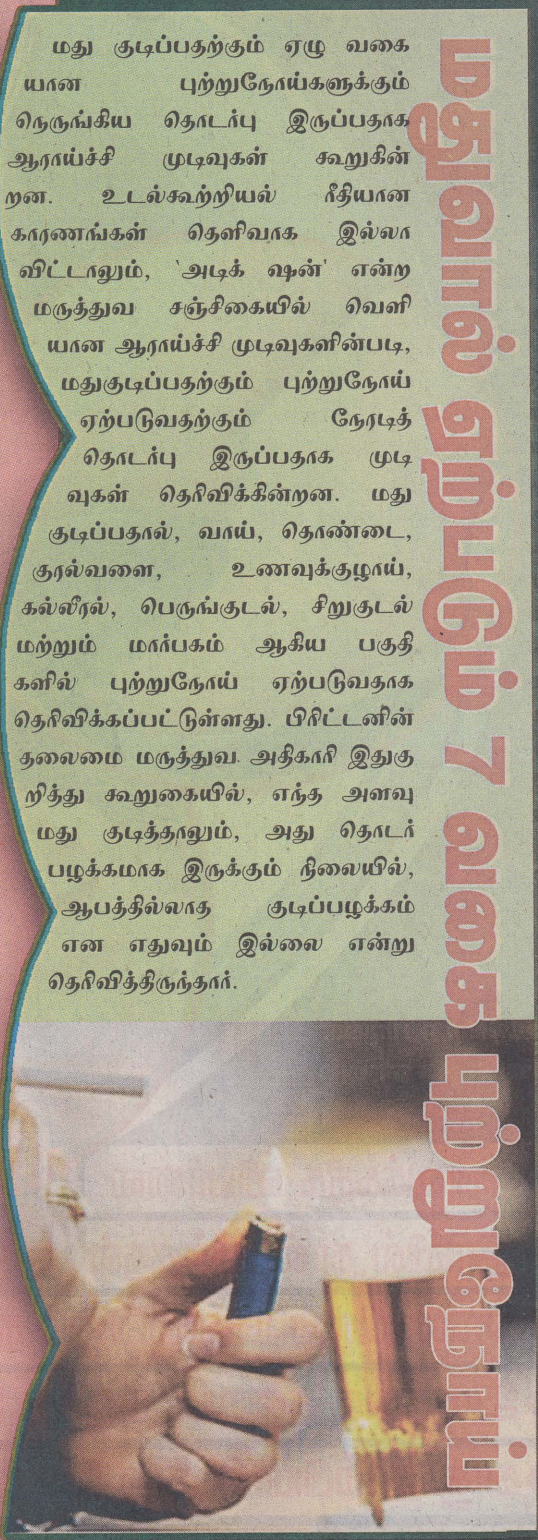 மதுவால் ஏற்படும் 7 வகை புற்றுநோய்
மது குடிப்பதற்கும் ஏழு வகை
யான புற்றுநோய்களுக்கும்
நெருங்கிய தொடர்பு இருப்பதாக
ஆராய்ச்சி முடிவுகள் கூறுகின்
றன. உடல்கூற்றியல் ரீதியான
காரணங்கள் தெளிவாக இல்லா
விட்டாலும், 'அடிக் ஷன்' என்ற
மருத்துவ சஞ்சிகையில் வெளி
யான ஆராய்ச்சி முடிவுகளின்படி,
மதுகுடிப்பதற்கும் புற்றுநோய்
ஏற்படுவதற்கும் நேரடித்
தொடர்பு இருப்பதாக முடி
வுகள் தெரிவிக்கின்றன. மது
குடிப்பதால், வாய், தொண்டை,
குரல்வளை, உணவுக்குழாய்,
கல்லீரல், பெருங்குடல், சிறுகுடல்
மற்றும் மார்பகம் ஆகிய பகுதி
களில் புற்றுநோய் ஏற்படுவதாக
தெரிவிக்கப்பட்டுள்ளது. பிரிட்டனின்
தலைமை மருத்துவ அதிகாரி இதுகு
றித்து கூறுகையில், எந்த அளவு
மது குடித்தாலும், அது தொடர்
பழக்கமாக இருக்கும் நிலையில்,
ஆபத்தில்லாத குடிப்பழக்கம்
என எதுவும் இல்லை என்று
தெரிவித்திருந்தார்.